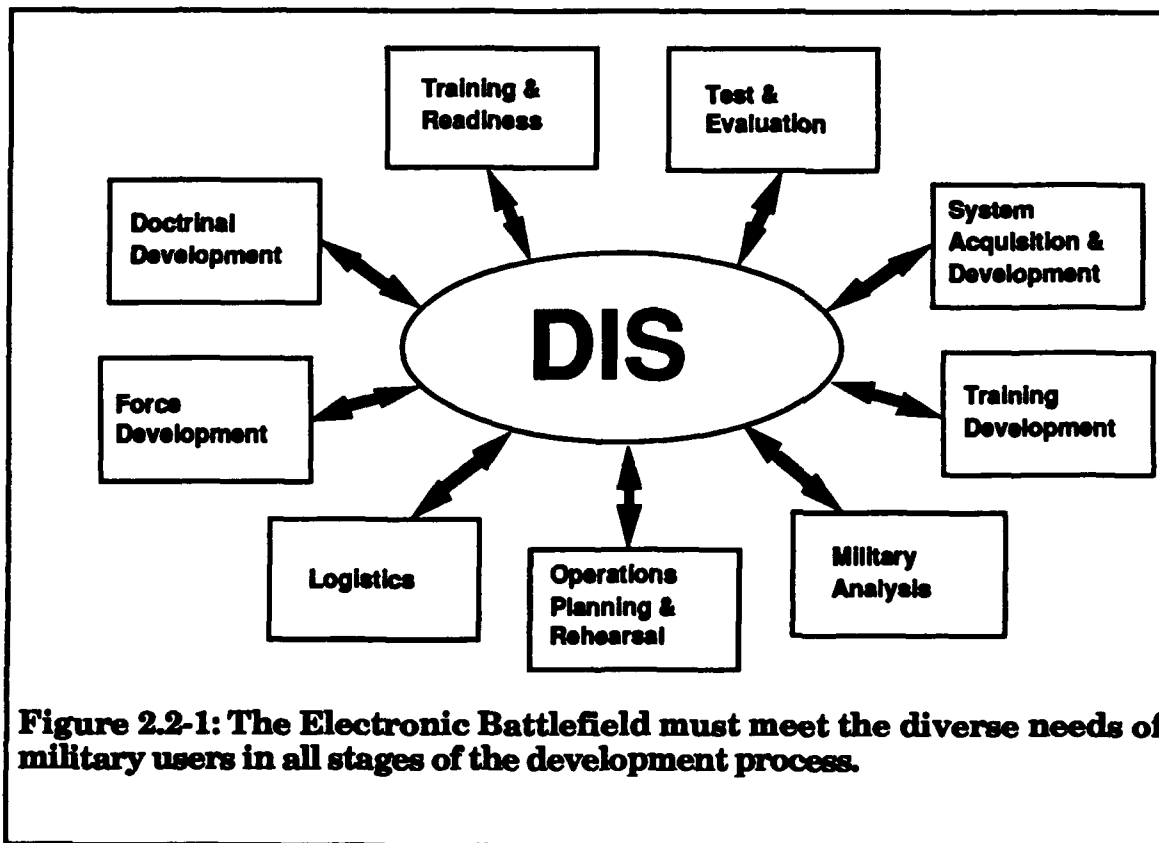 Training &
Readiness
Test &
Evaluation
Doctrinal
Development
System
Acquisition &
Development
DIS
Force
Development
Training
Development
Logistics
Operations
Planning &
Rehearsal
Military
Analysis
Figure 2.2-1: The Electronic Battlefield must meet the diverse needs of
military users in all stages of the development process.